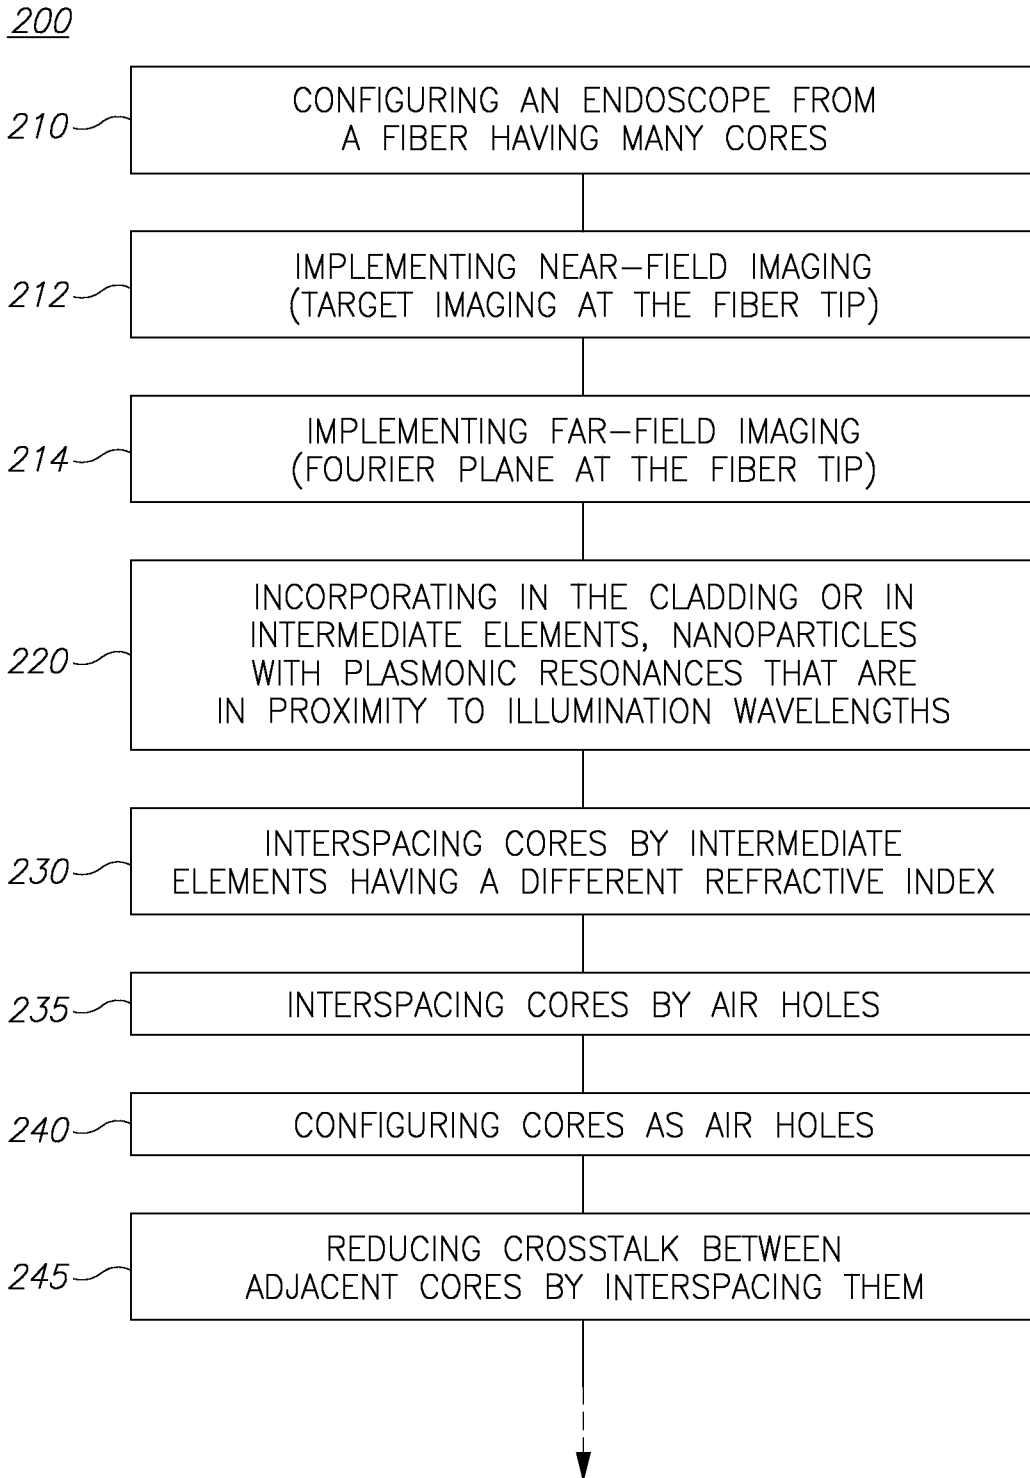 200
210
CONFIGURING AN ENDOSCOPE FROM
A FIBER HAVING MANY CORES
212
IMPLEMENTING NEAR-FIELD IMAGING
(TARGET IMAGING AT THE FIBER TIP)
214
IMPLEMENTING FAR-FIELD IMAGING
(FOURIER PLANE AT THE FIBER TIP)
220
INCORPORATING IN THE CLADDING OR IN
INTERMEDIATE ELEMENTS, NANOPARTICLES
WITH PLASMONIC RESONANCES THAT ARE
IN PROXIMITY TO ILLUMINATION WAVELENGTHS
230
INTERSPACING CORES BY INTERMEDIATE
ELEMENTS HAVING A DIFFERENT REFRACTIVE INDEX
235
INTERSPACING CORES BY AIR HOLES
240
CONFIGURING CORES AS AIR HOLES
245
REDUCING CROSSTALK BETWEEN
ADJACENT CORES BY INTERSPACING THEM